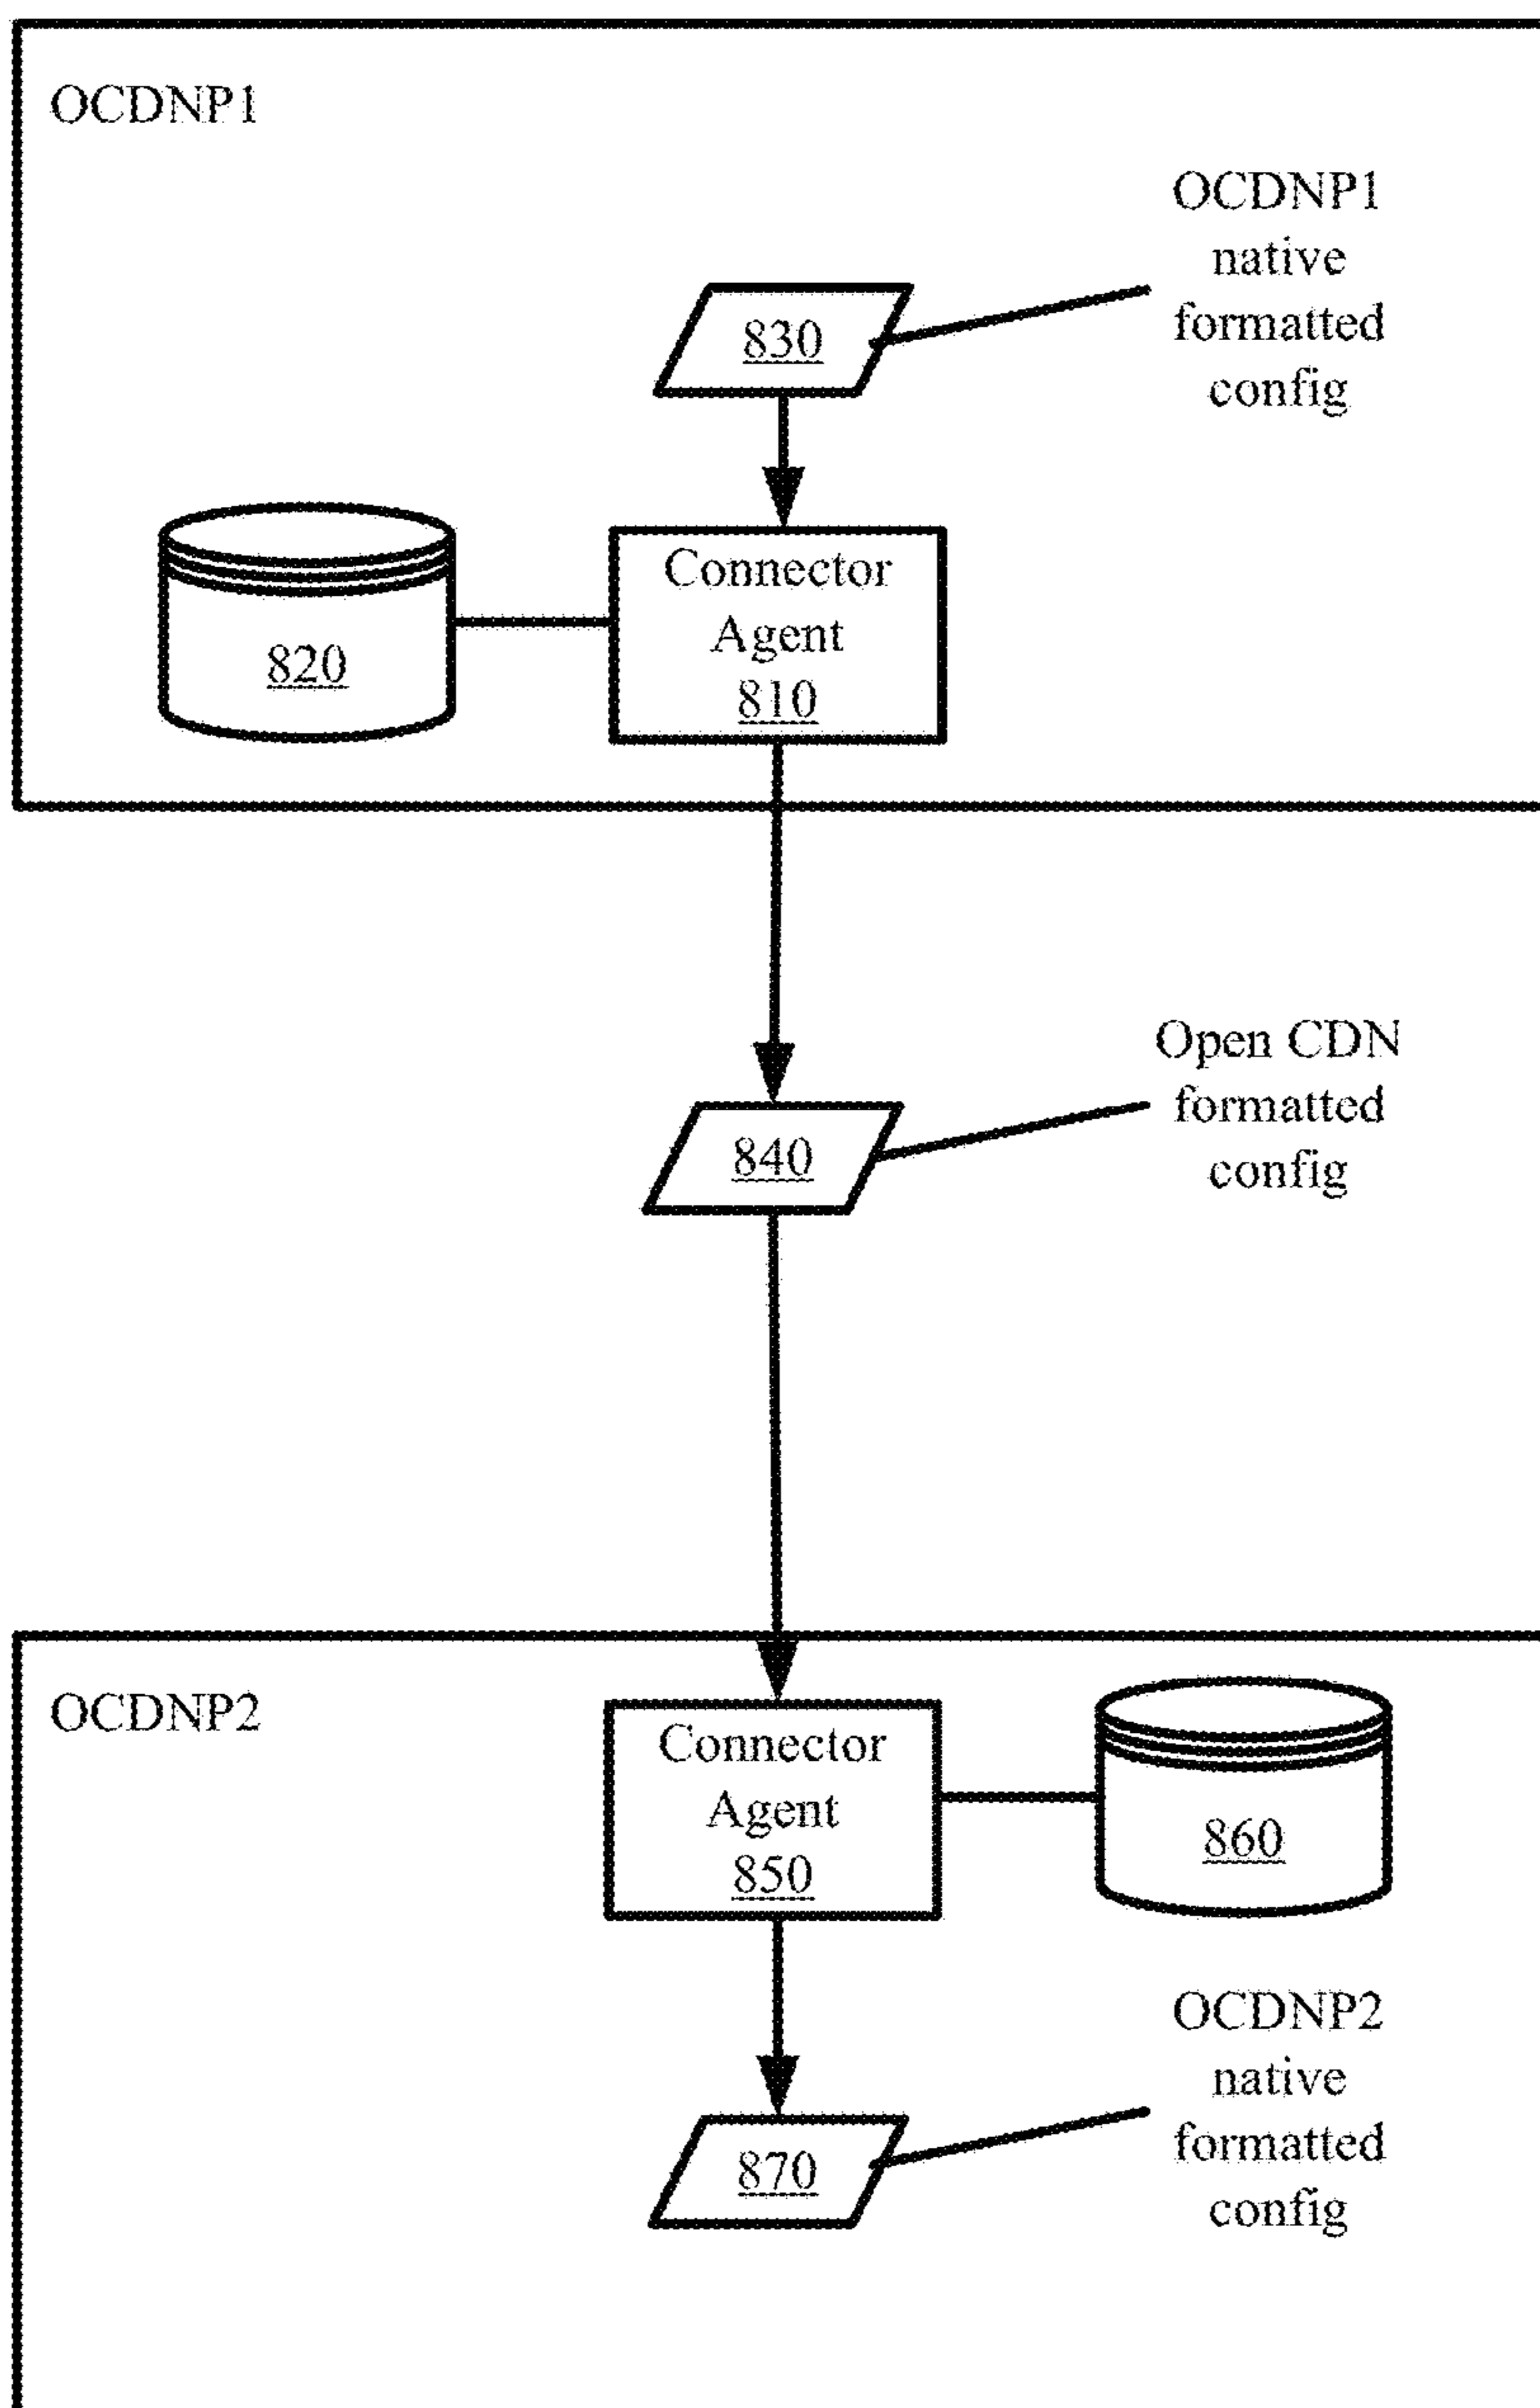 OCDNP1
OCDNP1
native
formatted
config
830
Connector
Agent
810
820
Open CDN
formatted
config
840
OCDNP2
Connector
Agent
850
860
OCDNP2
native
formatted
config
870